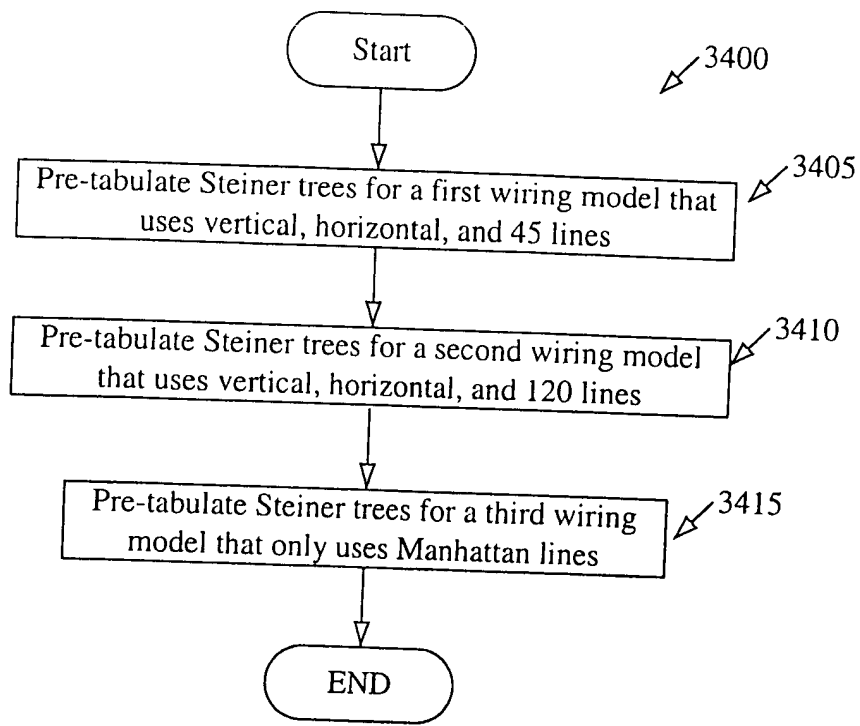 Start
3400
3405
Pre-tabulate Steiner trees for a first wiring model that
uses vertical, horizontal, and 45 lines
3410
Pre-tabulate Steiner trees for a second wiring model
that uses vertical, horizontal, and 120 lines
3415
Pre-tabulate Steiner trees for a third wiring
model that only uses Manhattan lines
END